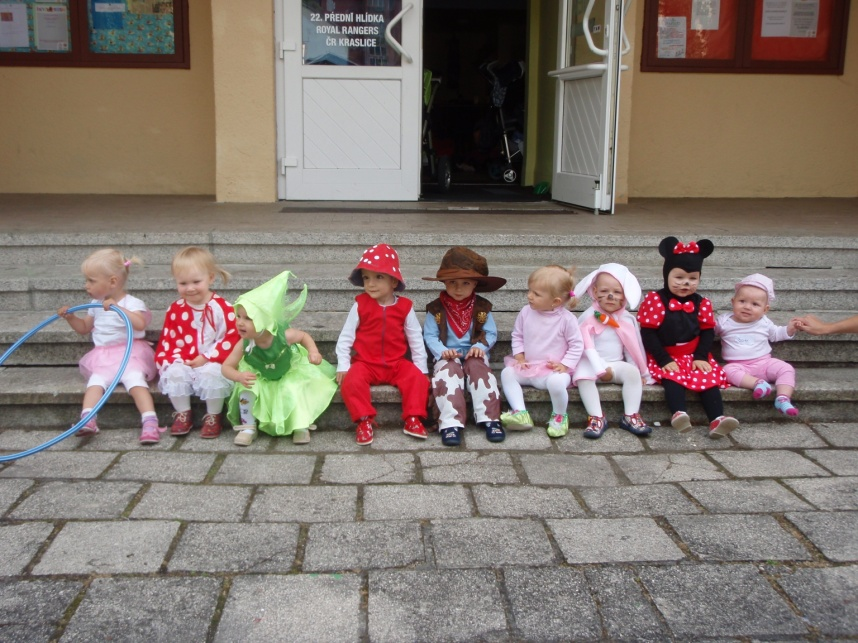 22. PŘEDNÍ HLÍDKA
ROYAL RANGERS
ČR KRASLICE